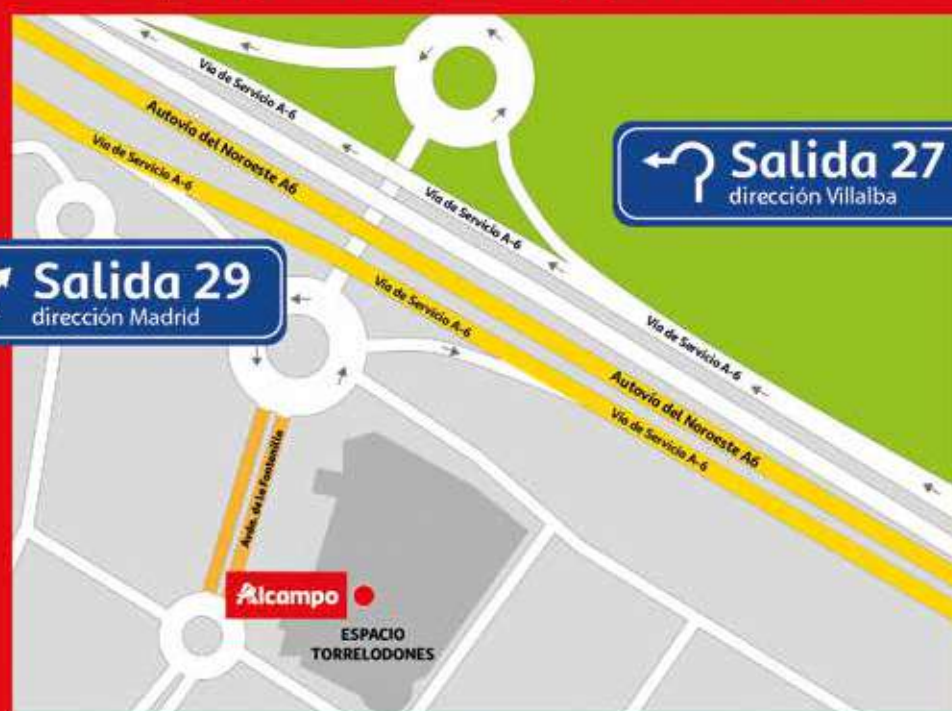 Vía de Servicio A-6
Autovía del Noroeste A6
Vía de Servicio A-6
Salida 27
dirección Villalba
Vía de Servicio A-6
Salida 29
dirección Madrid
Vía de Servicio A-6
Vía de Servicio A-6
Autovía del Noroeste A6
Vía de Servicio A-6
Avda. de La Fontanilla
Alcampo
ESPACIO
TORRELODONES